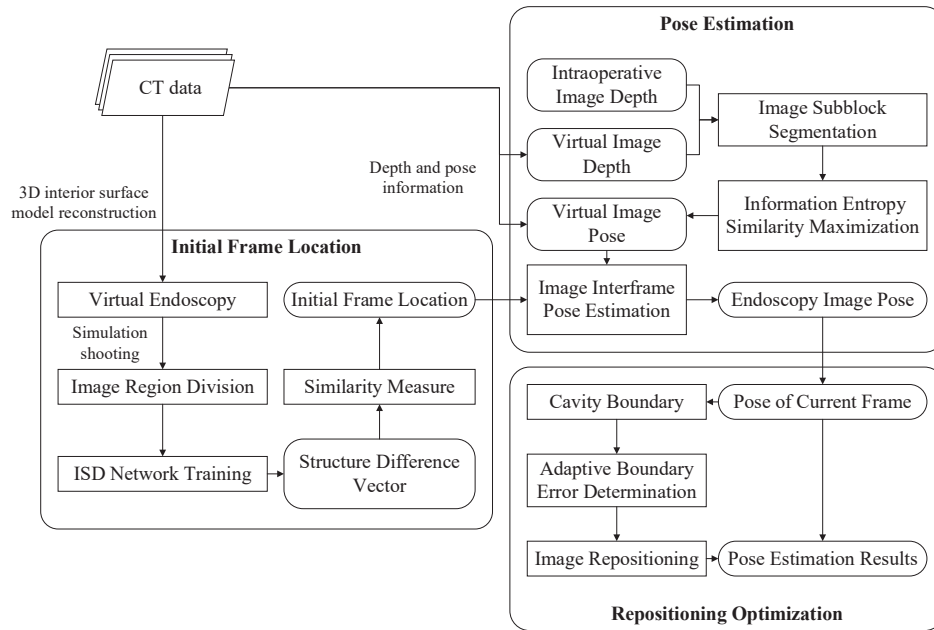 CT data
3D interior surface
model reconstruction
Depth and pose
information
Initial Frame Location
Virtual Endoscopy
Simulation
shooting
Image Region Division
ISD Network Training
Structure Difference
Vector
Similarity Measure
Initial Frame Location
Pose Estimation
Intraoperative
Image Depth
Virtual Image
Depth
Image Subblock
Segmentation
Information Entropy
Similarity Maximization
Virtual Image
Pose
Image Interframe
Pose Estimation
Endoscopy Image Pose
Cavity Boundary
Pose of Current Frame
Adaptive Boundary
Error Determination
Image Repositioning
Pose Estimation Results
Repositioning Optimization